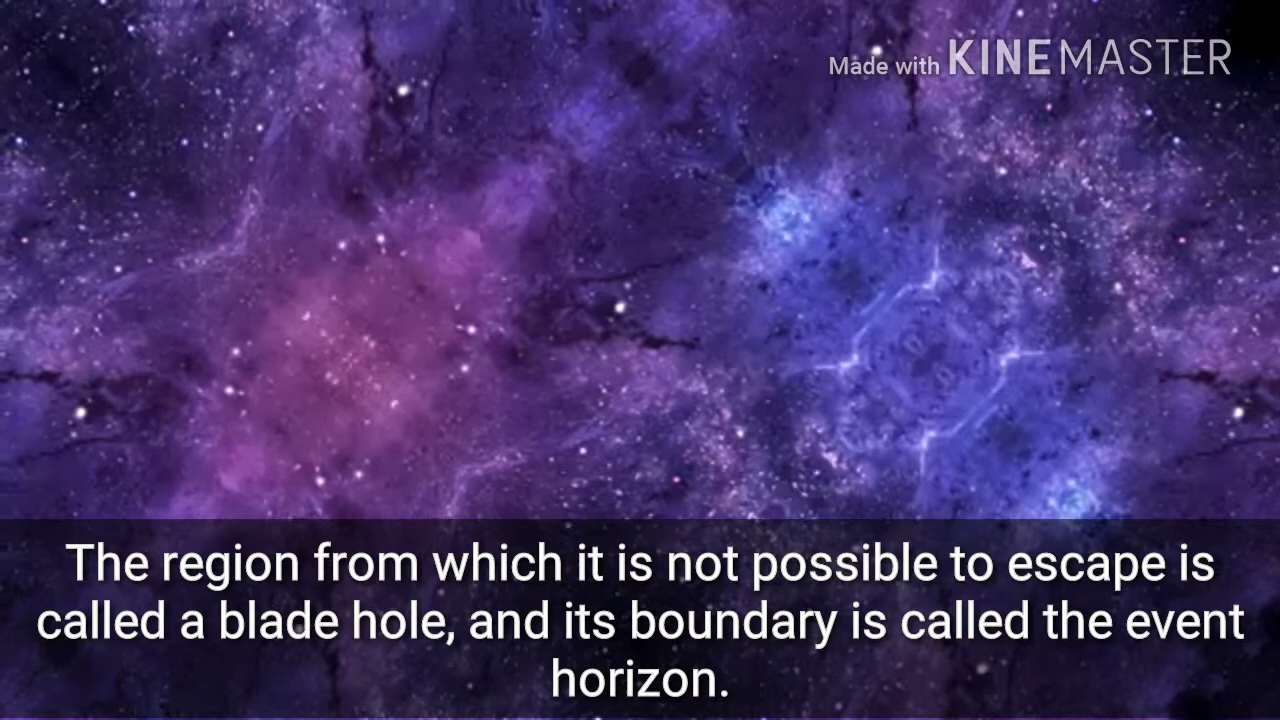 Made with KINEMASTER
The region from which it is not possible to escape is
called a blade hole, and its boundary is called the event
horizon.